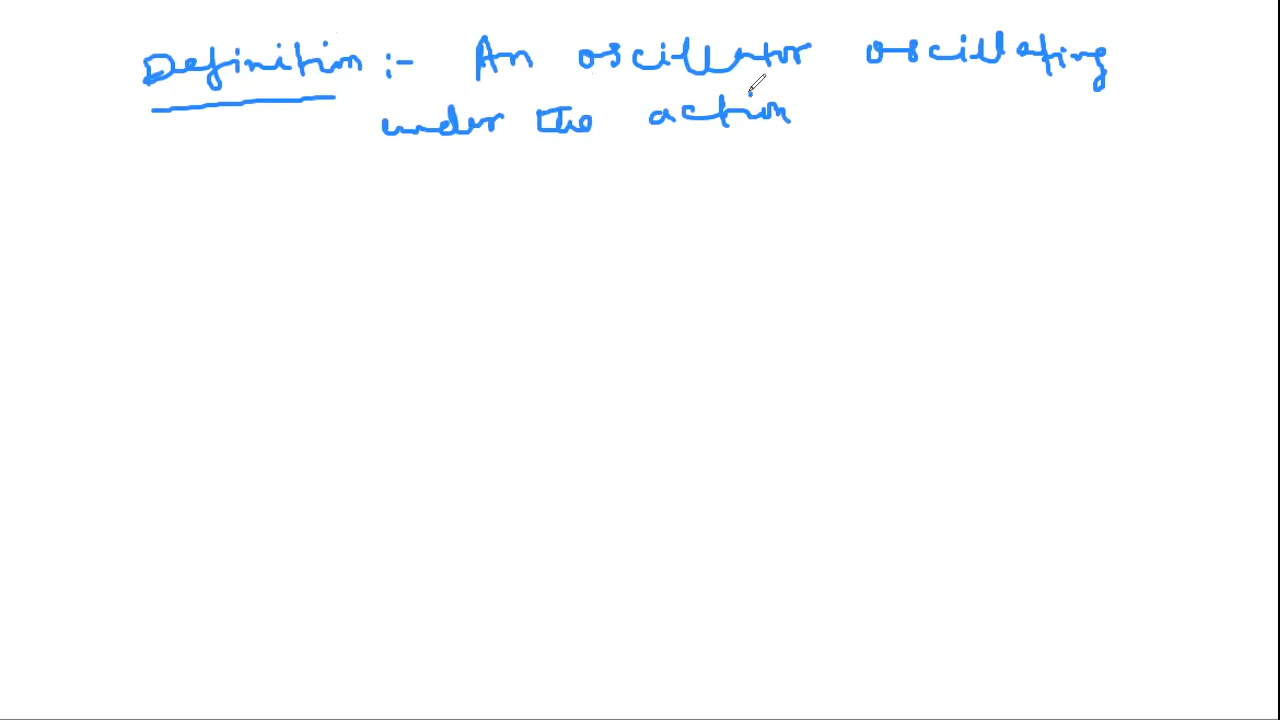 Definition :- An oscillator oscillating
under the action